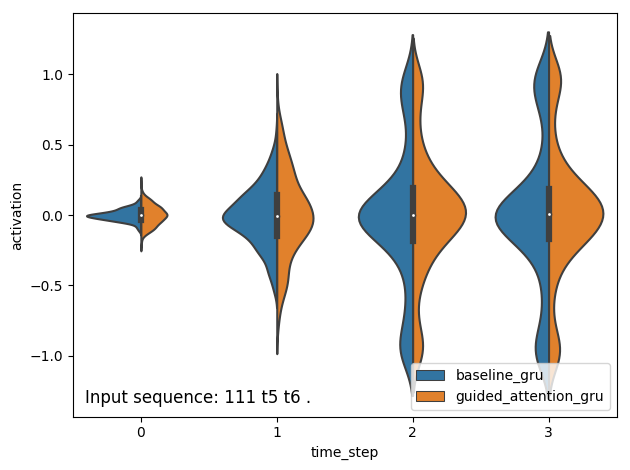 1.0
0.5
0.0
−0.5
−1.0
activation
Input sequence: 111 t5 t6 .
baseline_gru
guided_attention_gru
0 1 2 3
time_step